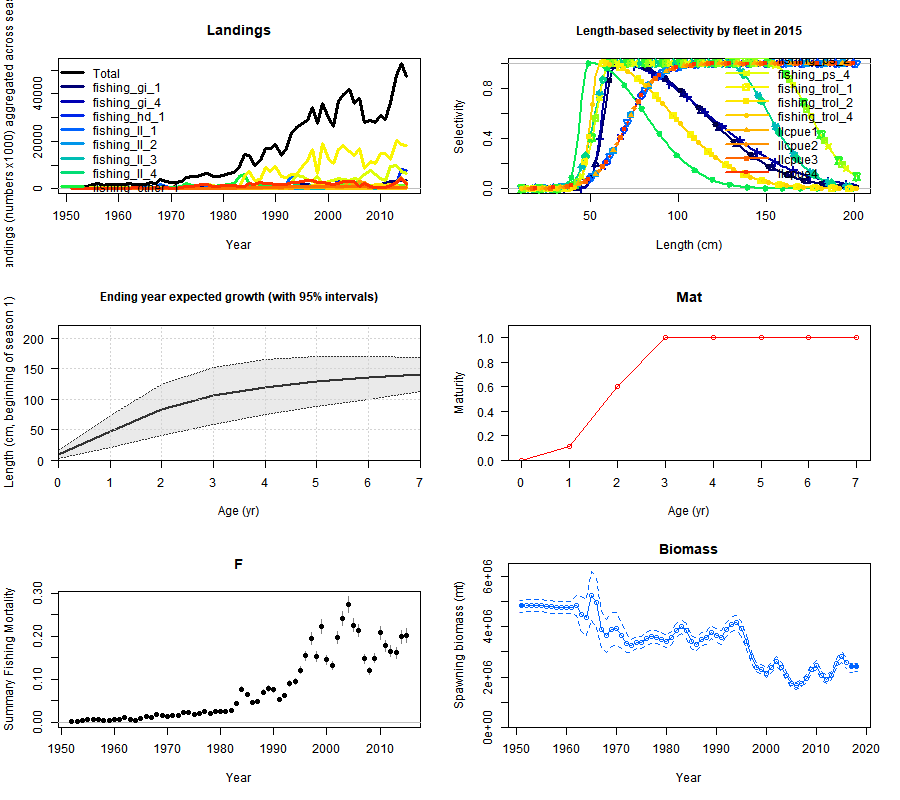 Landings
andings (numbers x1000) aggregated across seas
40000
20000
0
Total
fishing_gi_1
fishing_gi_4
fishing_hd_1
fishing_ll_1
fishing_ll_2
fishing_ll_3
fishing_ll_4
1950 1960 1970 1980 1990 2000 2010
Year
Length-based selectivity by fleet in 2015
Selectivity
0.4
0.0
fishing_ps_4
fishing_trol_1
fishing_trol_2
fishing_trol_4
llcpue1
llcpue2
llcpue3
50 100 150 200
Length (cm)
Ending year expected growth (with 95% intervals)
Length (cm, beginning of season 1)
200
150
100
50
0
0 1 2 3 4 5 6 7
Age (yr)
Mat
Maturity
1.0
0.8
0.6
0.4
0.2
0.0
0 1 2 3 4 5 6 7
Age (yr)
F
Summary Fishing Mortality
0.30
0.20
0.10
0.00
1950 1960 1970 1980 1990 2000 2010
Year
Biomass
Spawning biomass (mt)
6e+06
4e+06
2e+06
0e+00
1950 1960 1970 1980 1990 2000 2010 2020
Year